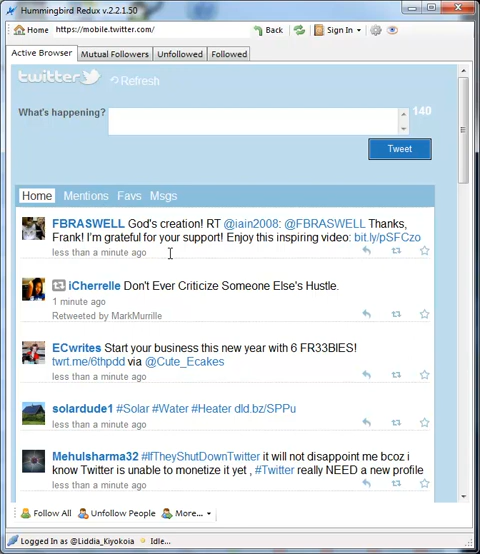 Hummingbird Redux v.2.2.1.50
Home https://mobile.twitter.com/ Back Sign In
Active Browser Mutual Followers Unfollowed Followed
twitter Refresh
What's happening? 140
Tweet
Home Mentions Favs Msgs
FBRASWELL God's creation! RT @iain2008: @FBRASWELL Thanks,
Frank! I'm grateful for your support! Enjoy this inspiring video: bit.ly/pSFCzo
less than a minute ago
iCherrelle Don't Ever Criticize Someone Else's Hustle.
1 minute ago
Retweeted by MarkMurrille
ECwrites Start your business this new year with 6 FR33BIES!
twrt.me/6thpdd via @Cute_Ecakes
less than a minute ago
solardude1 #Solar #Water #Heater dld.bz/SPPu
less than a minute ago
Mehulsharma32 #IfTheyShutDownTwitter it will not disappoint me bcoz i
know Twitter is unable to monetize it yet , #Twitter really NEED a new profile
less than a minute ago
Follow All Unfollow People More...
Logged In as @Liddia_Kiyokoia Idle...